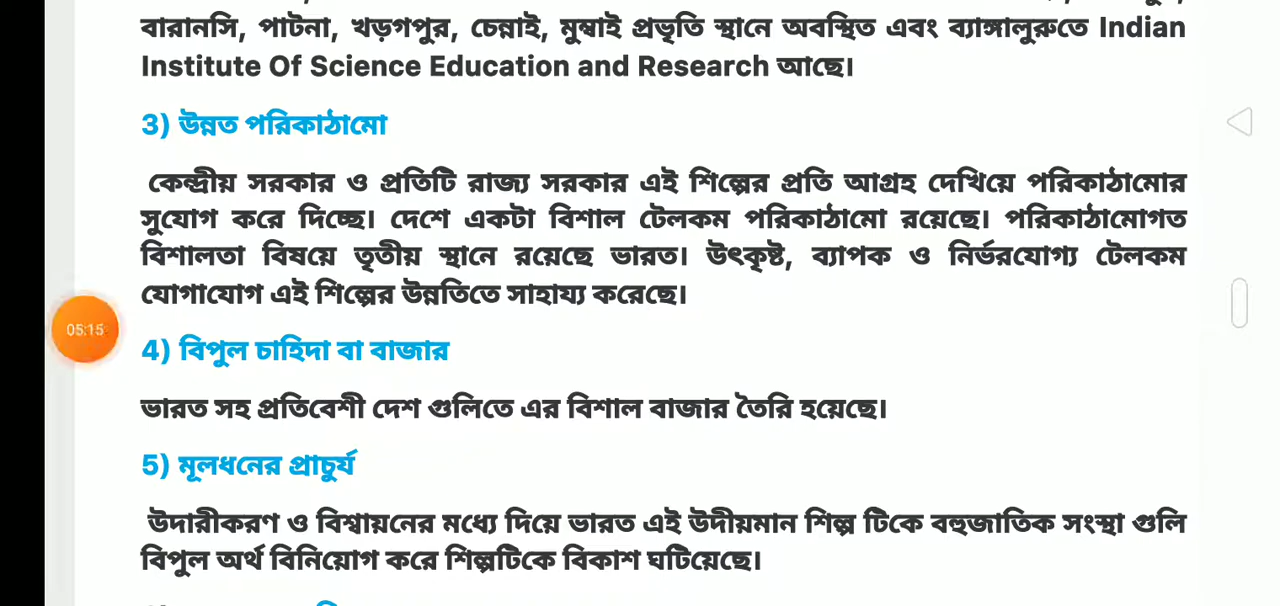 বারানসি, পাটনা, খড়গপুর, চেন্নাই, মুম্বাই প্রভৃতি স্থানে অবস্থিত এবং ব্যাঙ্গালুরুতে Indian
Institute Of Science Education and Research আছে।
3) উন্নত পরিকাঠামো
কেন্দ্রীয় সরকার ও প্রতিটি রাজ্য সরকার এই শিল্পের প্রতি আগ্রহ দেখিয়ে পরিকাঠামোর
সুযোগ করে দিচ্ছে। দেশে একটা বিশাল টেলকম পরিকাঠামো রয়েছে। পরিকাঠামোগত
বিশালতা বিষয়ে তৃতীয় স্থানে রয়েছে ভারত। উৎকৃষ্ট, ব্যাপক ও নির্ভরযোগ্য টেলকম
যোগাযোগ এই শিল্পের উন্নতিতে সাহায্য করেছে।
05:15
4) বিপুল চাহিদা বা বাজার
ভারত সহ প্রতিবেশী দেশ গুলিতে এর বিশাল বাজার তৈরি হয়েছে।
5) মূলধনের প্রাচুর্য
উদারীকরণ ও বিশ্বায়নের মধ্যে দিয়ে ভারত এই উদীয়মান শিল্প টিকে বহুজাতিক সংস্থা গুলি
বিপুল অর্থ বিনিয়োগ করে শিল্পটিকে বিকাশ ঘটিয়েছে।